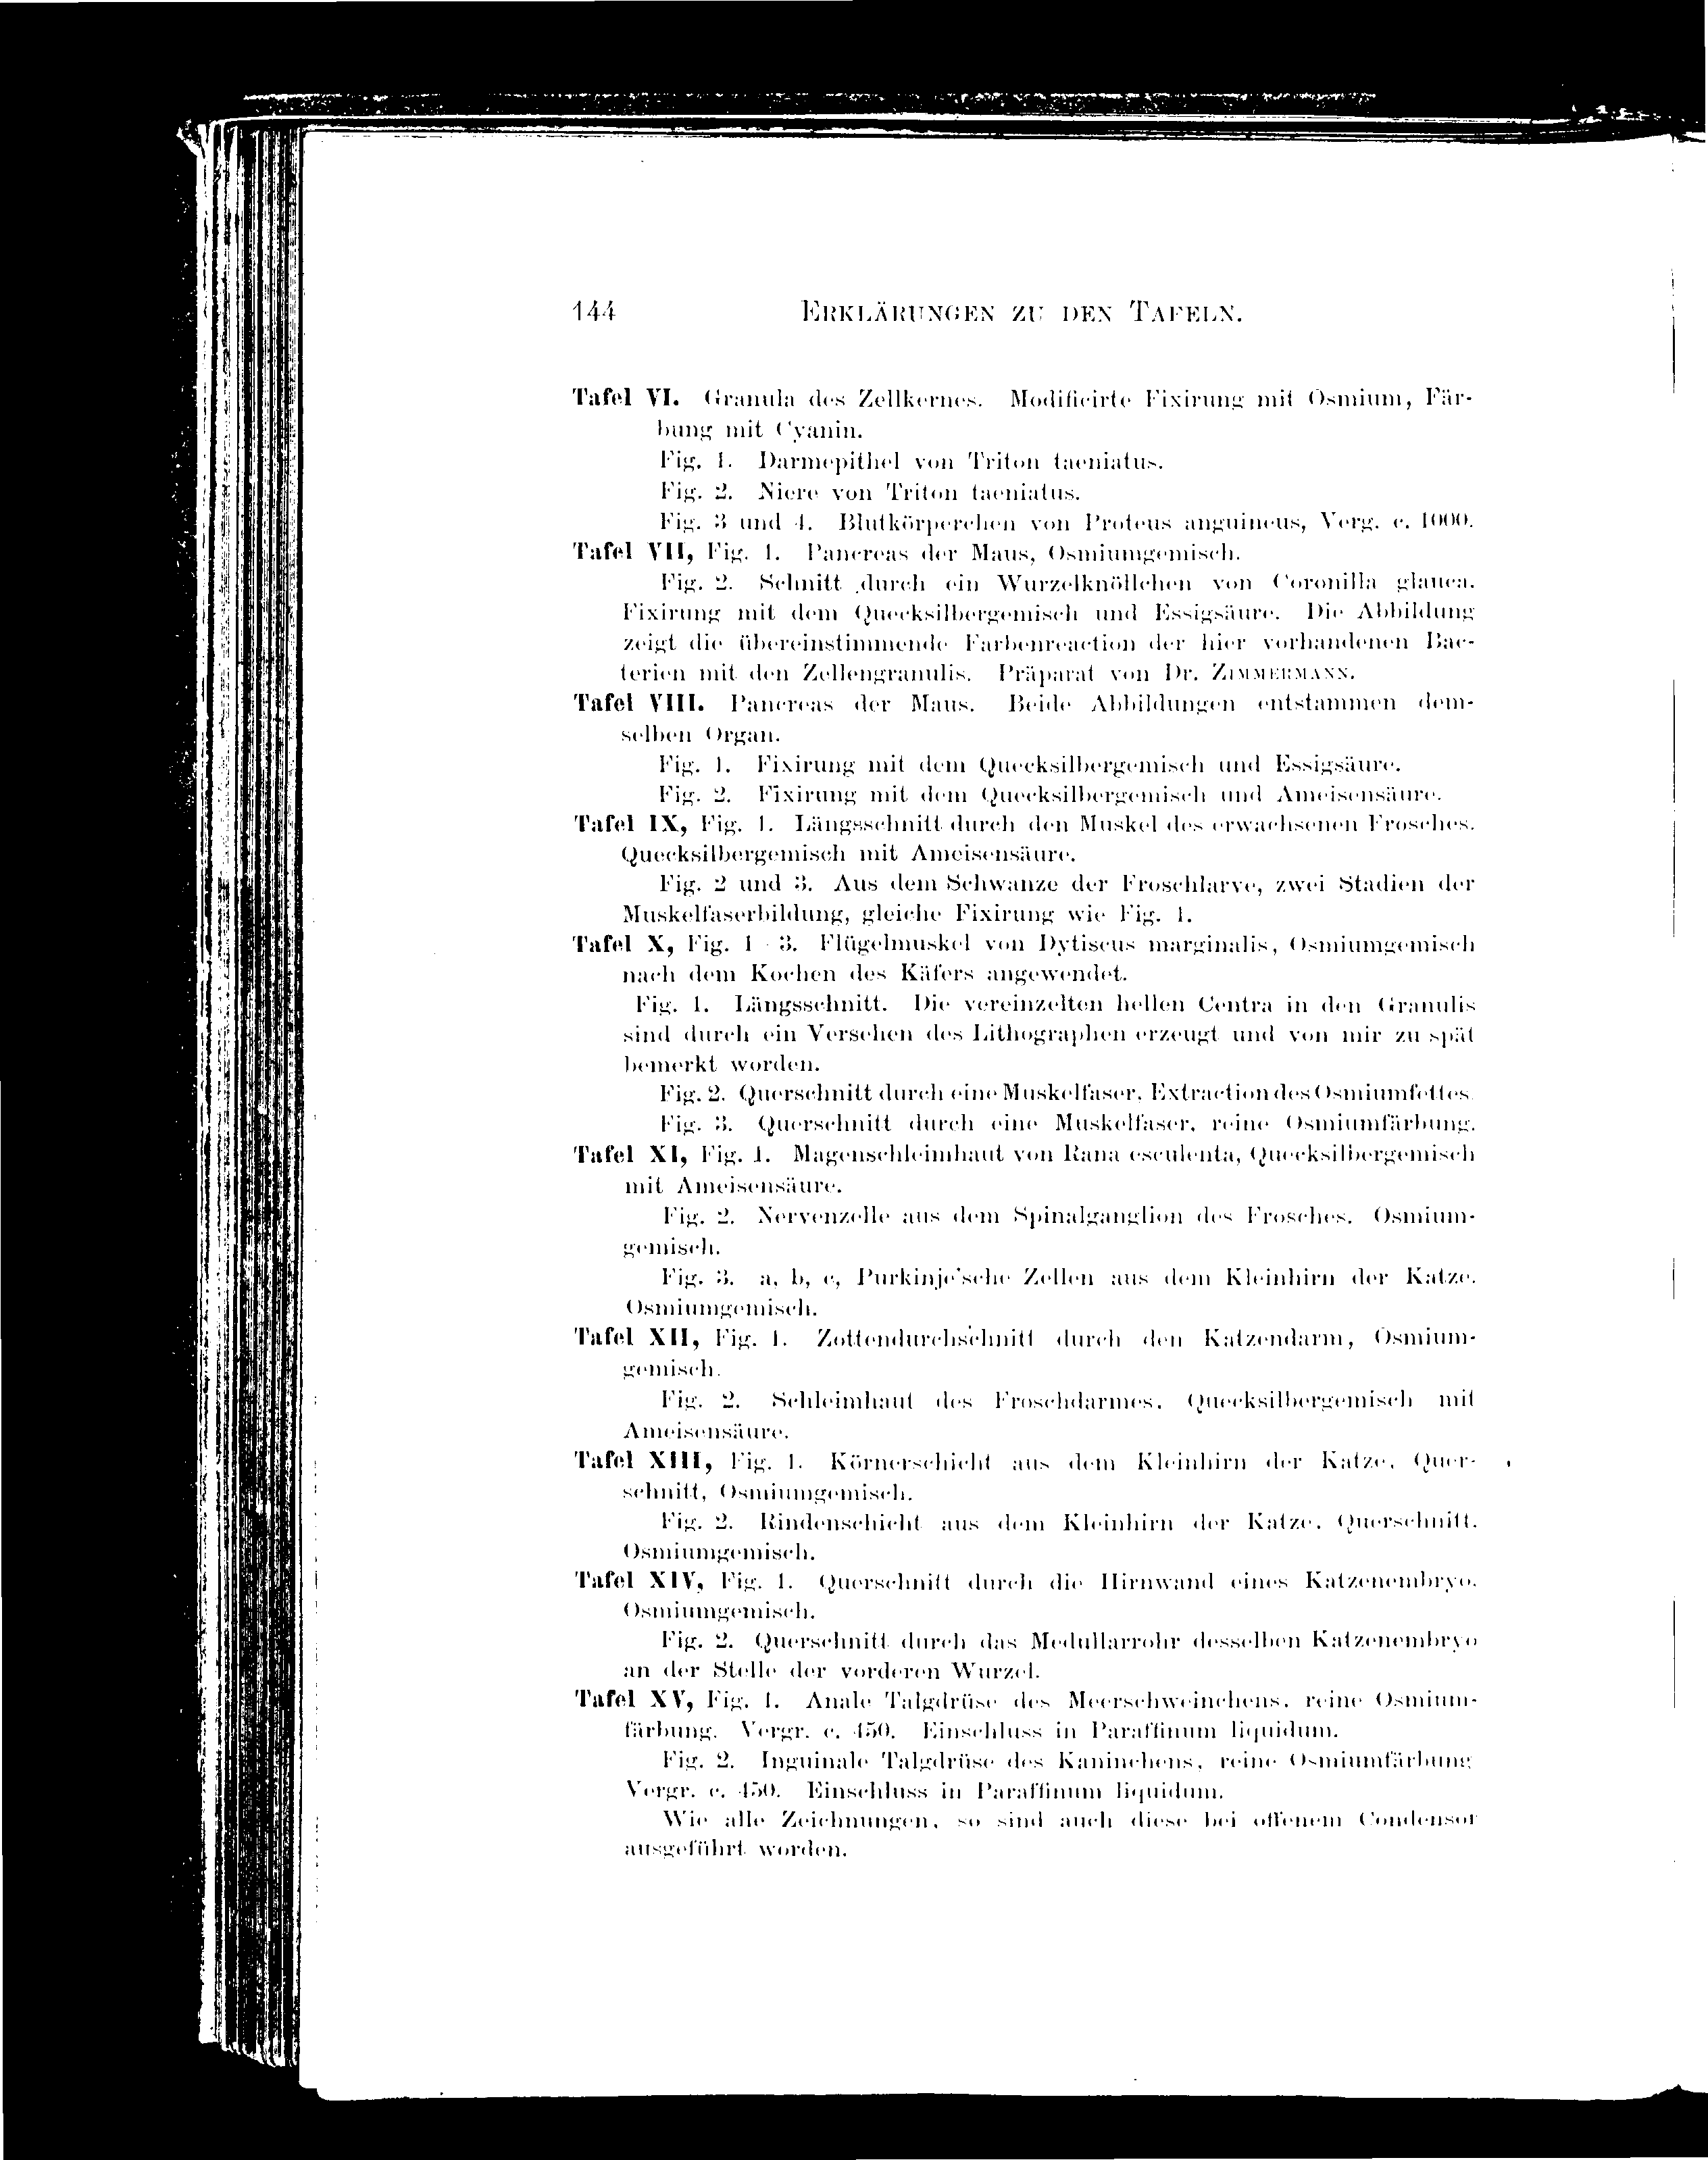 144 ERKLÄRUNGEN ZU DEN TAFELN.
Tafel VI. Granula des Zellkernes. Modificirte Fixirung mit Osmium, Fär-
bung mit Cyanin.
Fig. 1. Darmepithel von Triton taeniatus.
Fig. 2. Niere von Triton taeniatus.
Fig. 3 und 4. Blutkörperchen von Proteus anguineus, Verg. c. 1000.
Tafel VII, Fig. 1. Pancreas der Maus, Osmiumgemisch.
Fig. 2. Schnitt durch ein Wurzelknöllchen von Coronilla glauca.
Fixirung mit dem Quecksilbergemisch und Essigsäure. Die Abbildung
zeigt die übereinstimmende Farbenreaction der hier vorhandenen Bac-
terien mit den Zellengranulis. Präparat von Dr. ZIMMERMANN.
Tafel VIII. Pancreas der Maus. Beide Abbildungen entstammen dem-
selben Organ.
Fig. 1. Fixirung mit dem Quecksilbergemisch und Essigsäure.
Fig. 2. Fixirung mit dem Quecksilbergemisch und Ameisensäure.
Tafel IX, Fig. 1. Längsschnitt durch den Muskel des erwachsenen Frosches.
Quecksilbergemisch mit Ameisensäure.
Fig. 2 und 3. Aus dem Schwanze der Froschlarve, zwei Stadien der
Muskelfaserbildung, gleiche Fixirung wie Fig. 1.
Tafel X, Fig. 1-3. Flügelmuskel von Dytiscus marginalis, Osmiumgemisch
nach dem Kochen des Käfers angewendet.
Fig. 1. Längsschnitt. Die vereinzelten hellen Centra in den Granulis
sind durch ein Versehen des Lithographen erzeugt und von mir zu spät
bemerkt worden.
Fig. 2. Querschnitt durch eine Muskelfaser, Extraction des Osmiumfettes.
Fig. 3. Querschnitt durch eine Muskelfaser, reine Osmiumfärbung.
Tafel XI, Fig. 1. Magenschleimhaut von Rana esculenta, Quecksilbergemisch
mit Ameisensäure.
Fig. 2. Nervenzelle aus dem Spinalganglion des Frosches. Osmium-
gemisch.
Fig. 3. a, b, c, Purkinje'sche Zellen aus dem Kleinhirn der Katze.
Osmiumgemisch.
Tafel XII, Fig. 1. Zottendurchschnitt durch den Katzendarm, Osmium-
gemisch.
Fig. 2. Schleimhaut des Froschdarmes. Quecksilbergemisch mit
Ameisensäure.
Tafel XIII, Fig. 1. Körnerschicht aus dem Kleinhirn der Katze, Quer-
schnitt, Osmiumgemisch.
Fig. 2. Rindenschicht aus dem Kleinhirn der Katze, Querschnitt.
Osmiumgemisch.
Tafel XIV, Fig. 1. Querschnitt durch die Hirnwand eines Katzenembryo.
Osmiumgemisch.
Fig. 2. Querschnitt durch das Medullarrohr desselben Katzenembryo
an der Stelle der vorderen Wurzel.
Tafel XV, Fig. 1. Anale Talgdrüse des Meerschweinchens, reine Osmium-
färbung. Vergr. c. 450. Einschluss in Paraffinum liquidum.
Fig. 2. Inguinale Talgdrüse des Kaninchens, reine Osmiumfärbung
Vergr. c. 450. Einschluss in Paraffinum liquidum.
Wie alle Zeichnungen, so sind auch diese bei offenem Condensor
ausgeführt worden.